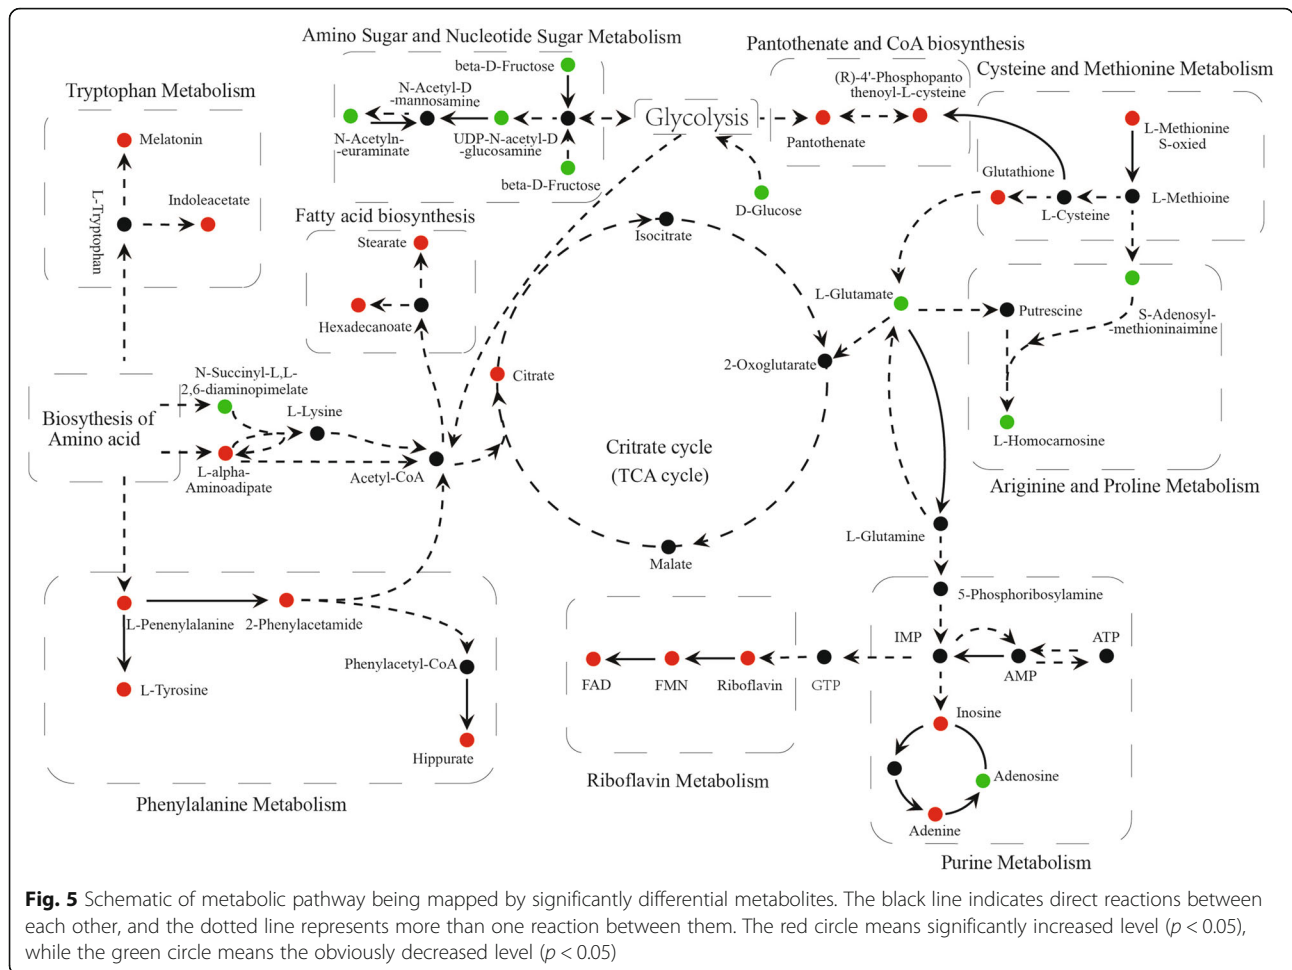 Amino Sugar and Nucleotide Sugar Metabolism
beta-D-Fructose
N-Acetyl-D
-mannosamine
N-Acetyln-
-euraminate
UDP-N-acetyl-D
-glucosamine
beta-D-Fructose
Glycolysis
D-Glucose
Pantothenate and CoA biosynthesis
(R)-4'-Phosphopanto
thenoyl-L-cysteine
Pantothenate
Cysteine and Methionine Metabolism
L-Methionine
S-oxied
Glutathione
L-Cysteine
L-Methioine
Tryptophan Metabolism
Melatonin
Indoleacetate
L-Tryptophan
Fatty acid biosynthesis
Stearate
Hexadecanoate
Isocitrate
L-Glutamate
Putrescine
S-Adenosyl-
-methioninaimine
L-Homocarnosine
Ariginine and Proline Metabolism
2-Oxoglutarate
Citrate
Critrate cycle
(TCA cycle)
Malate
Biosythesis of
Amino acid
N-Succinyl-L,L-
2,6-diaminopimelate
L-Lysine
L-alpha-
Aminoadipate
Acetyl-CoA
L-Glutamine
5-Phosphoribosylamine
L-Penenylalanine
2-Phenylacetamide
Phenylacetyl-CoA
L-Tyrosine
Hippurate
Phenylalanine Metabolism
FAD
FMN
Riboflavin
GTP
Riboflavin Metabolism
IMP
AMP
ATP
Inosine
Adenosine
Adenine
Purine Metabolism
Fig. 5 Schematic of metabolic pathway being mapped by significantly differential metabolites. The black line indicates direct reactions between
each other, and the dotted line represents more than one reaction between them. The red circle means significantly increased level (p < 0.05),
while the green circle means the obviously decreased level (p < 0.05)